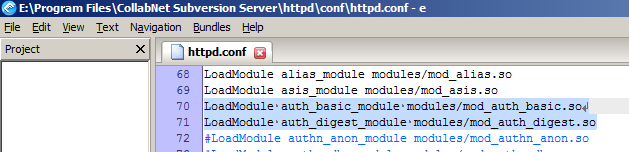 E:\Program Files\CollabNet Subversion Server\httpd\conf\httpd.conf - e
File Edit View Text Navigation Bundles Help
Project
httpd.conf
68 LoadModule alias_module modules/mod_alias.so
69 LoadModule asis_module modules/mod_asis.so
70 LoadModule auth_basic_module modules/mod_auth_basic.so
71 LoadModule auth_digest_module modules/mod_auth_digest.so
72 #LoadModule authn_anon_module modules/mod_authn_anon.so